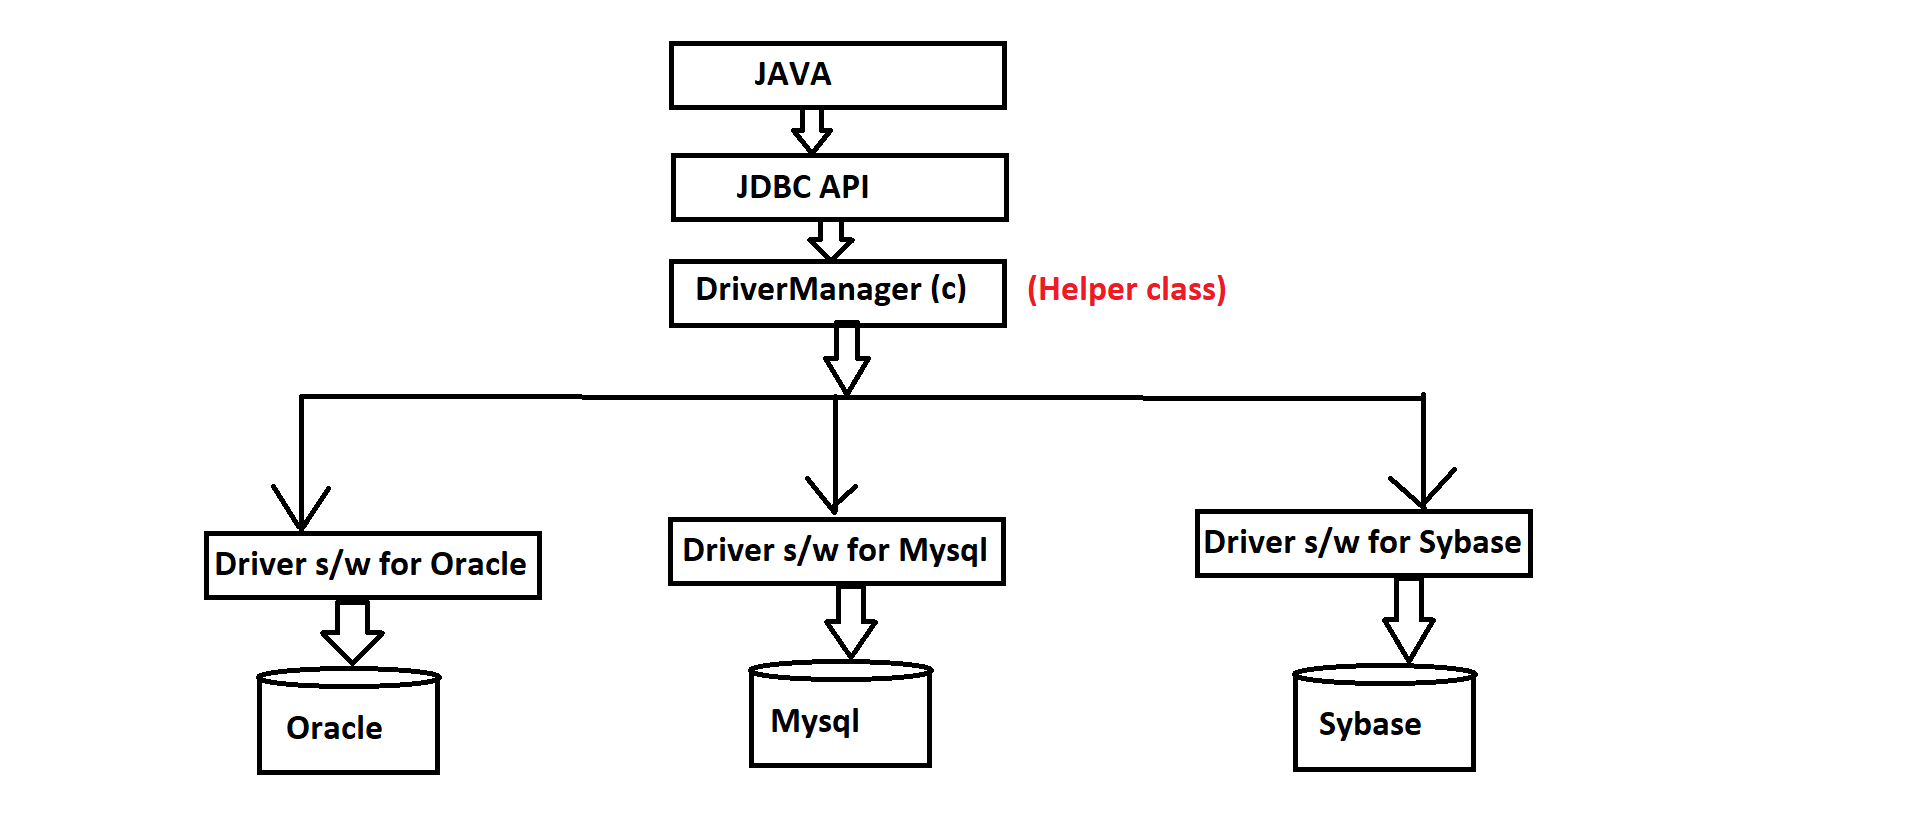 JAVA
JDBC API
DriverManager (c)
(Helper class)
Driver s/w for Oracle
Driver s/w for Mysql
Driver s/w for Sybase
Oracle
Mysql
Sybase